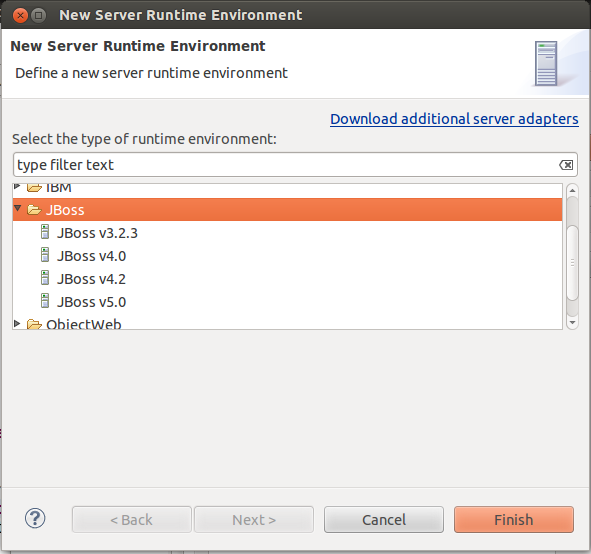 New Server Runtime Environment
New Server Runtime Environment
Define a new server runtime environment
Download additional server adapters
Select the type of runtime environment:
type filter text
IBM
JBoss
JBoss v3.2.3
JBoss v4.0
JBoss v4.2
JBoss v5.0
ObjectWeb
?
< Back
Next >
Cancel
Finish